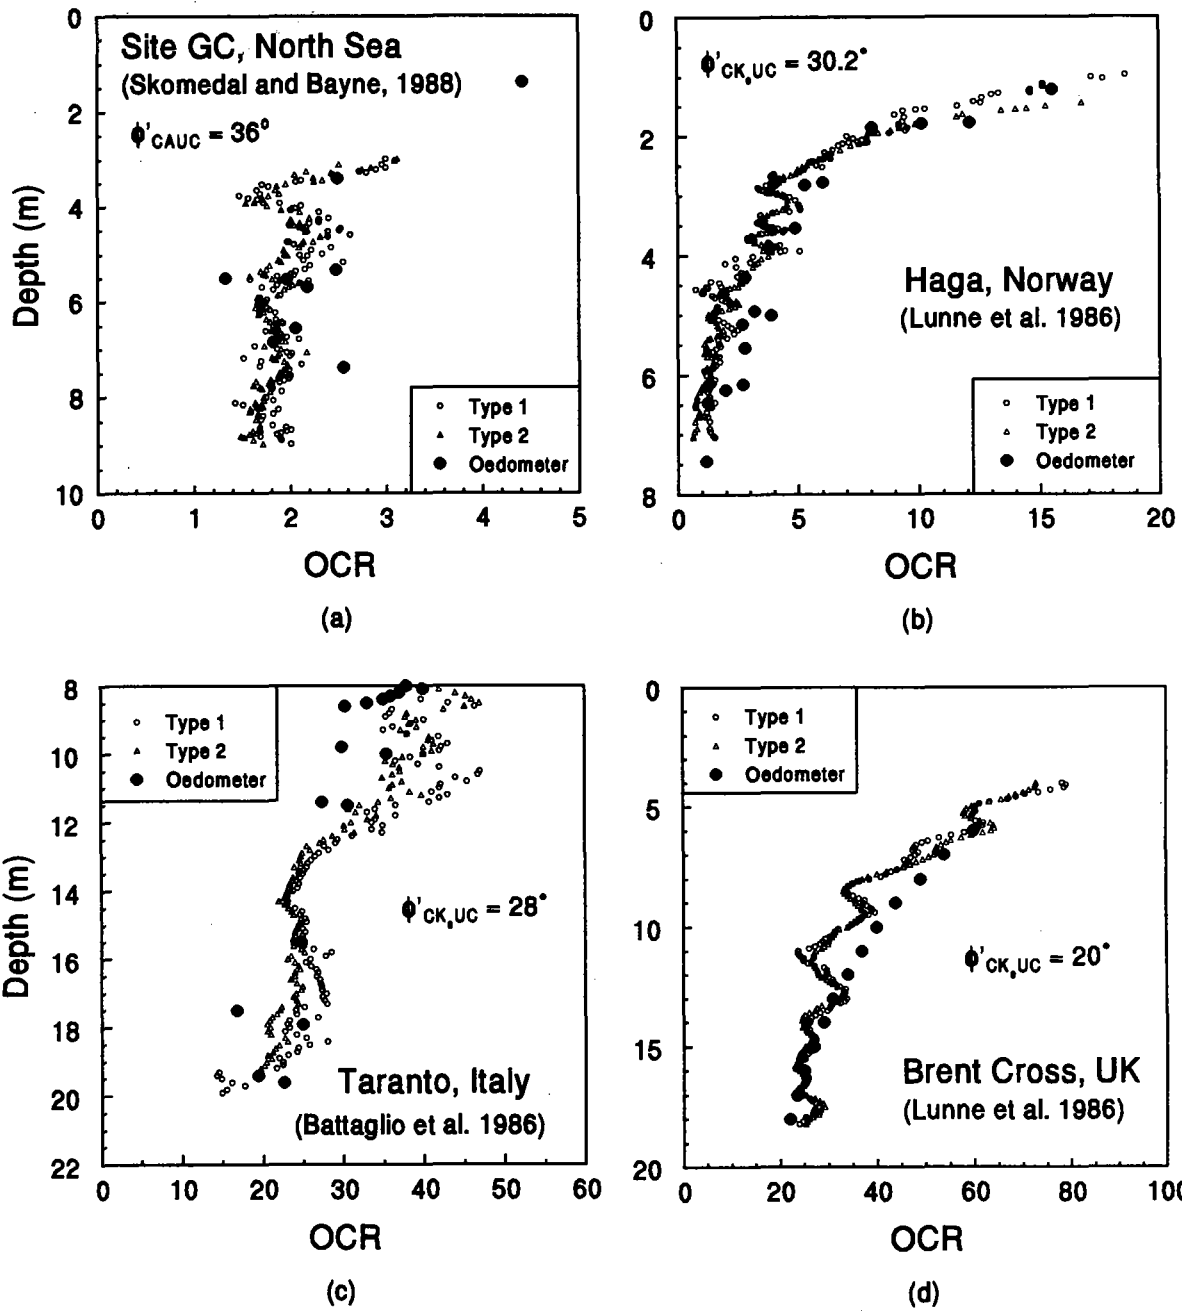 Site GC, North Sea
(Skomedal and Bayne, 1988)
ϕ'CAUC = 36°
0
2
4
6
8
10
Depth (m)
Type 1
Type 2
Oedometer
0 1 2 3 4 5
OCR
(a)
ϕ'CK₀UC = 30.2°
0
2
4
6
8
Haga, Norway
(Lunne et al. 1986)
Type 1
Type 2
Oedometer
0 5 10 15 20
OCR
(b)
8
10
12
14
16
18
20
22
Depth (m)
Type 1
Type 2
Oedometer
ϕ'CK₀UC = 28°
Taranto, Italy
(Battaglio et al. 1986)
0 10 20 30 40 50 60
OCR
(c)
0
5
10
15
20
Type 1
Type 2
Oedometer
ϕ'CK₀UC = 20°
Brent Cross, UK
(Lunne et al. 1986)
0 20 40 60 80 100
OCR
(d)